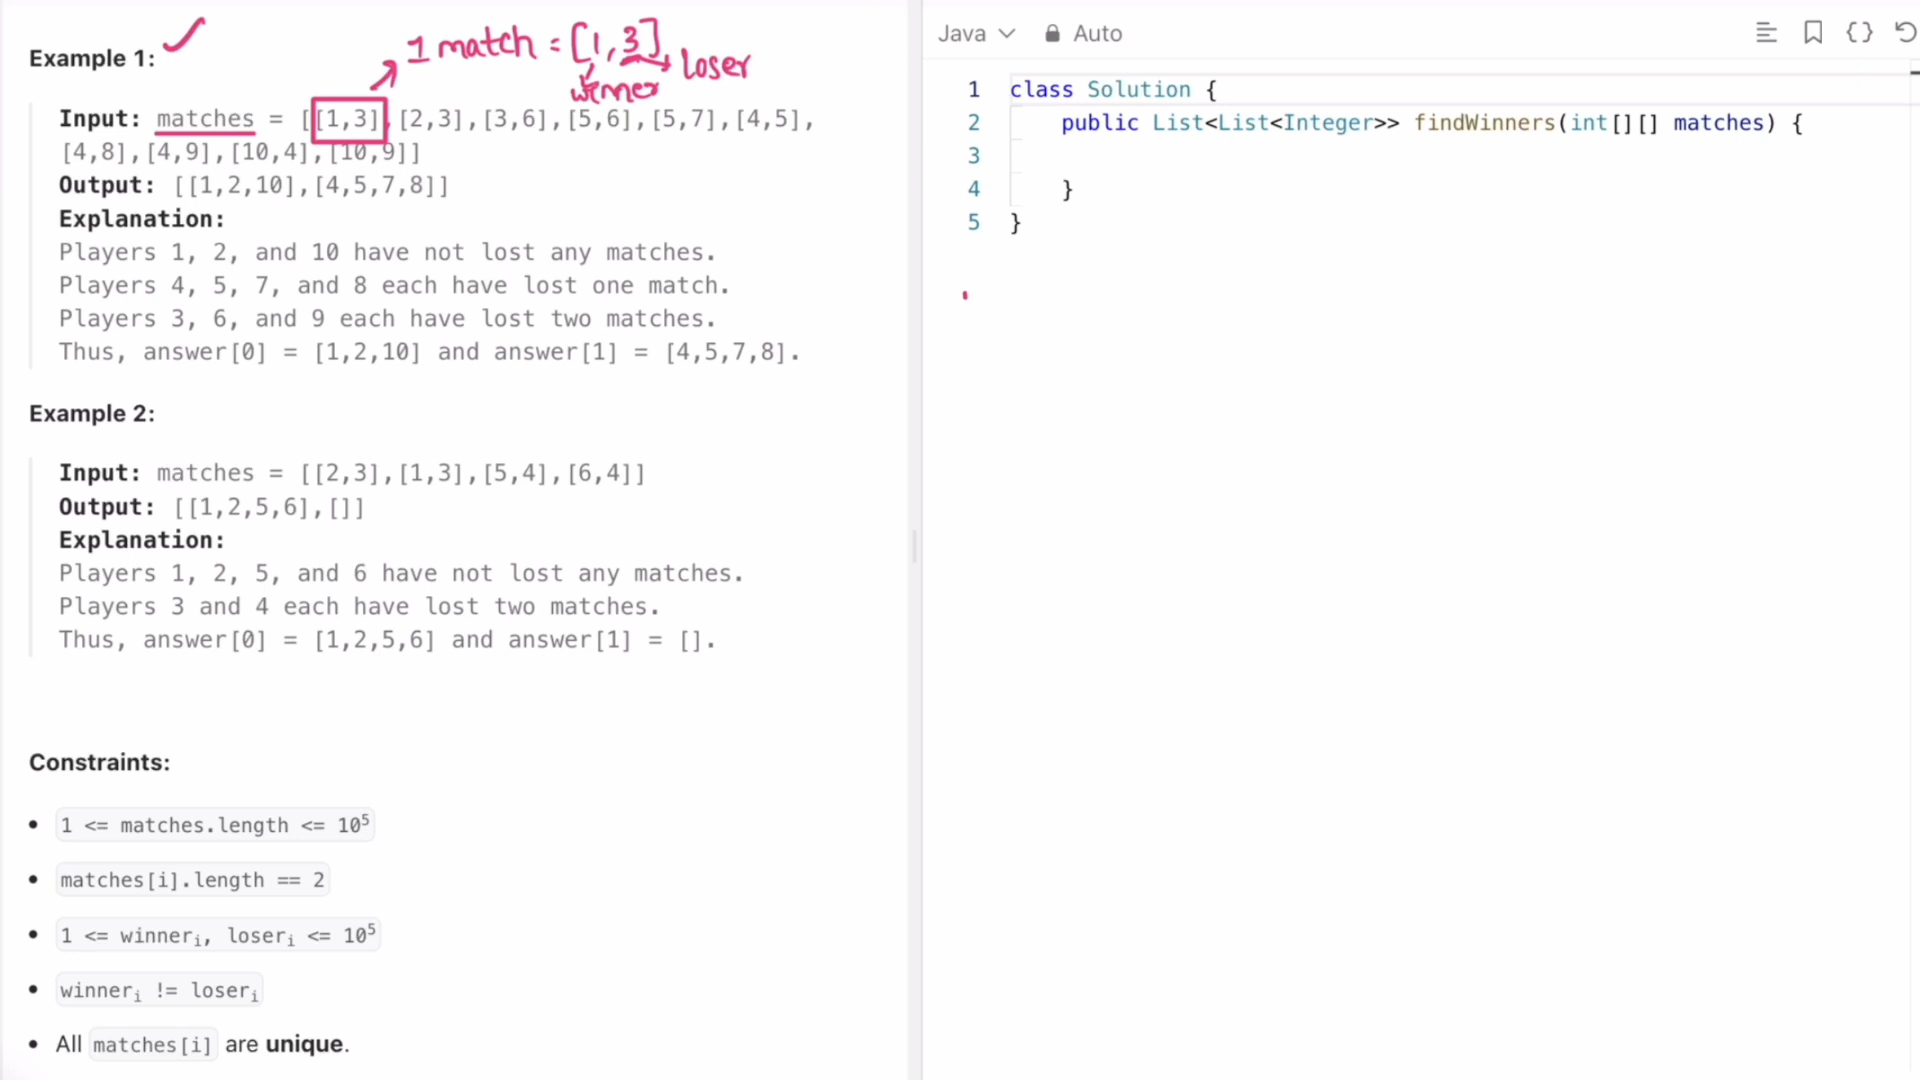 Example 1:
1 match = [1,3]
winner
loser
Input: matches = [[1,3],[2,3],[3,6],[5,6],[5,7],[4,5],
[4,8],[4,9],[10,4],[10,9]]
Output: [[1,2,10],[4,5,7,8]]
Explanation:
Players 1, 2, and 10 have not lost any matches.
Players 4, 5, 7, and 8 each have lost one match.
Players 3, 6, and 9 each have lost two matches.
Thus, answer[0] = [1,2,10] and answer[1] = [4,5,7,8].
Example 2:
Input: matches = [[2,3],[1,3],[5,4],[6,4]]
Output: [[1,2,5,6],[]]
Explanation:
Players 1, 2, 5, and 6 have not lost any matches.
Players 3 and 4 each have lost two matches.
Thus, answer[0] = [1,2,5,6] and answer[1] = [].
Constraints:
• 1 <= matches.length <= 10⁵
• matches[i].length == 2
• 1 <= winnerᵢ, loserᵢ <= 10⁵
• winnerᵢ != loserᵢ
• All matches[i] are unique.
Java Auto
1 class Solution {
2     public List<List<Integer>> findWinners(int[][] matches) {
3
4     }
5 }